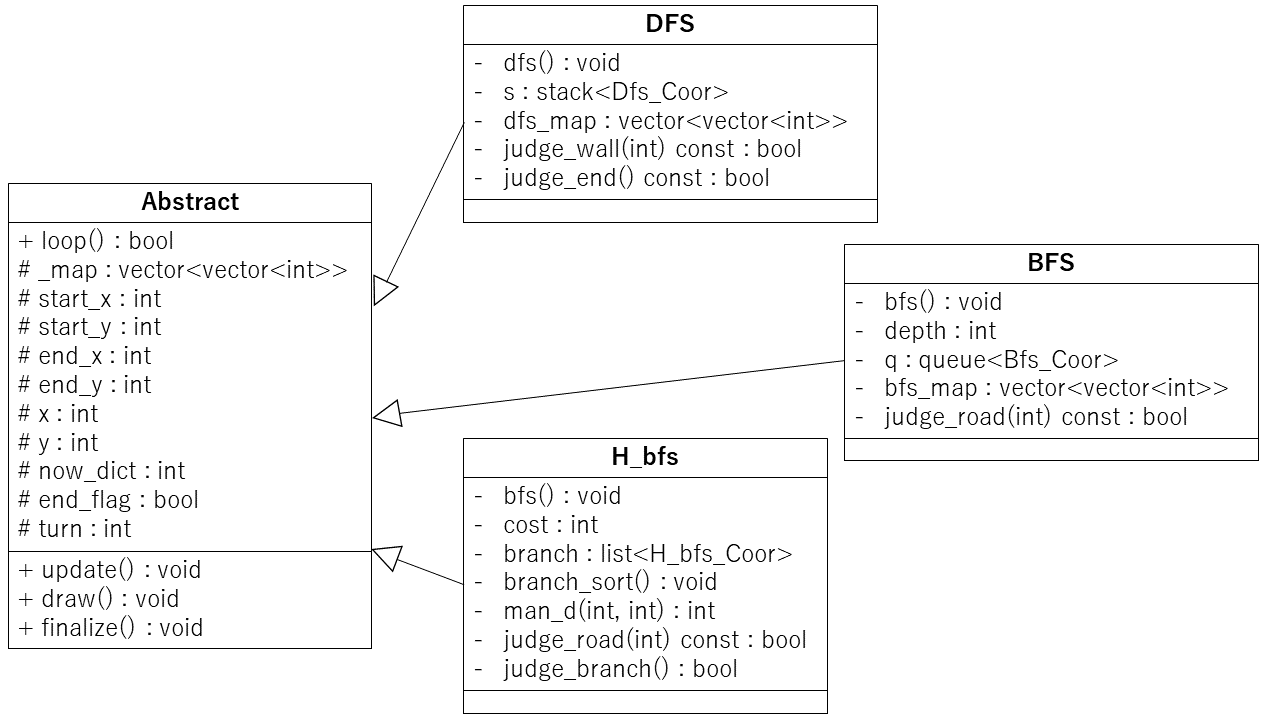 DFS
- dfs() : void
- s : stack<Dfs_Coor>
- dfs_map : vector<vector<int>>
- judge_wall(int) const : bool
- judge_end() const : bool
Abstract
+ loop() : bool
# _map : vector<vector<int>>
# start_x : int
# start_y : int
# end_x : int
# end_y : int
# x : int
# y : int
# now_dict : int
# end_flag : bool
# turn : int
+ update() : void
+ draw() : void
+ finalize() : void
BFS
- bfs() : void
- depth : int
- q : queue<Bfs_Coor>
- bfs_map : vector<vector<int>>
- judge_road(int) const : bool
H_bfs
- bfs() : void
- cost : int
- branch : list<H_bfs_Coor>
- branch_sort() : void
- man_d(int, int) : int
- judge_road(int) const : bool
- judge_branch() : bool